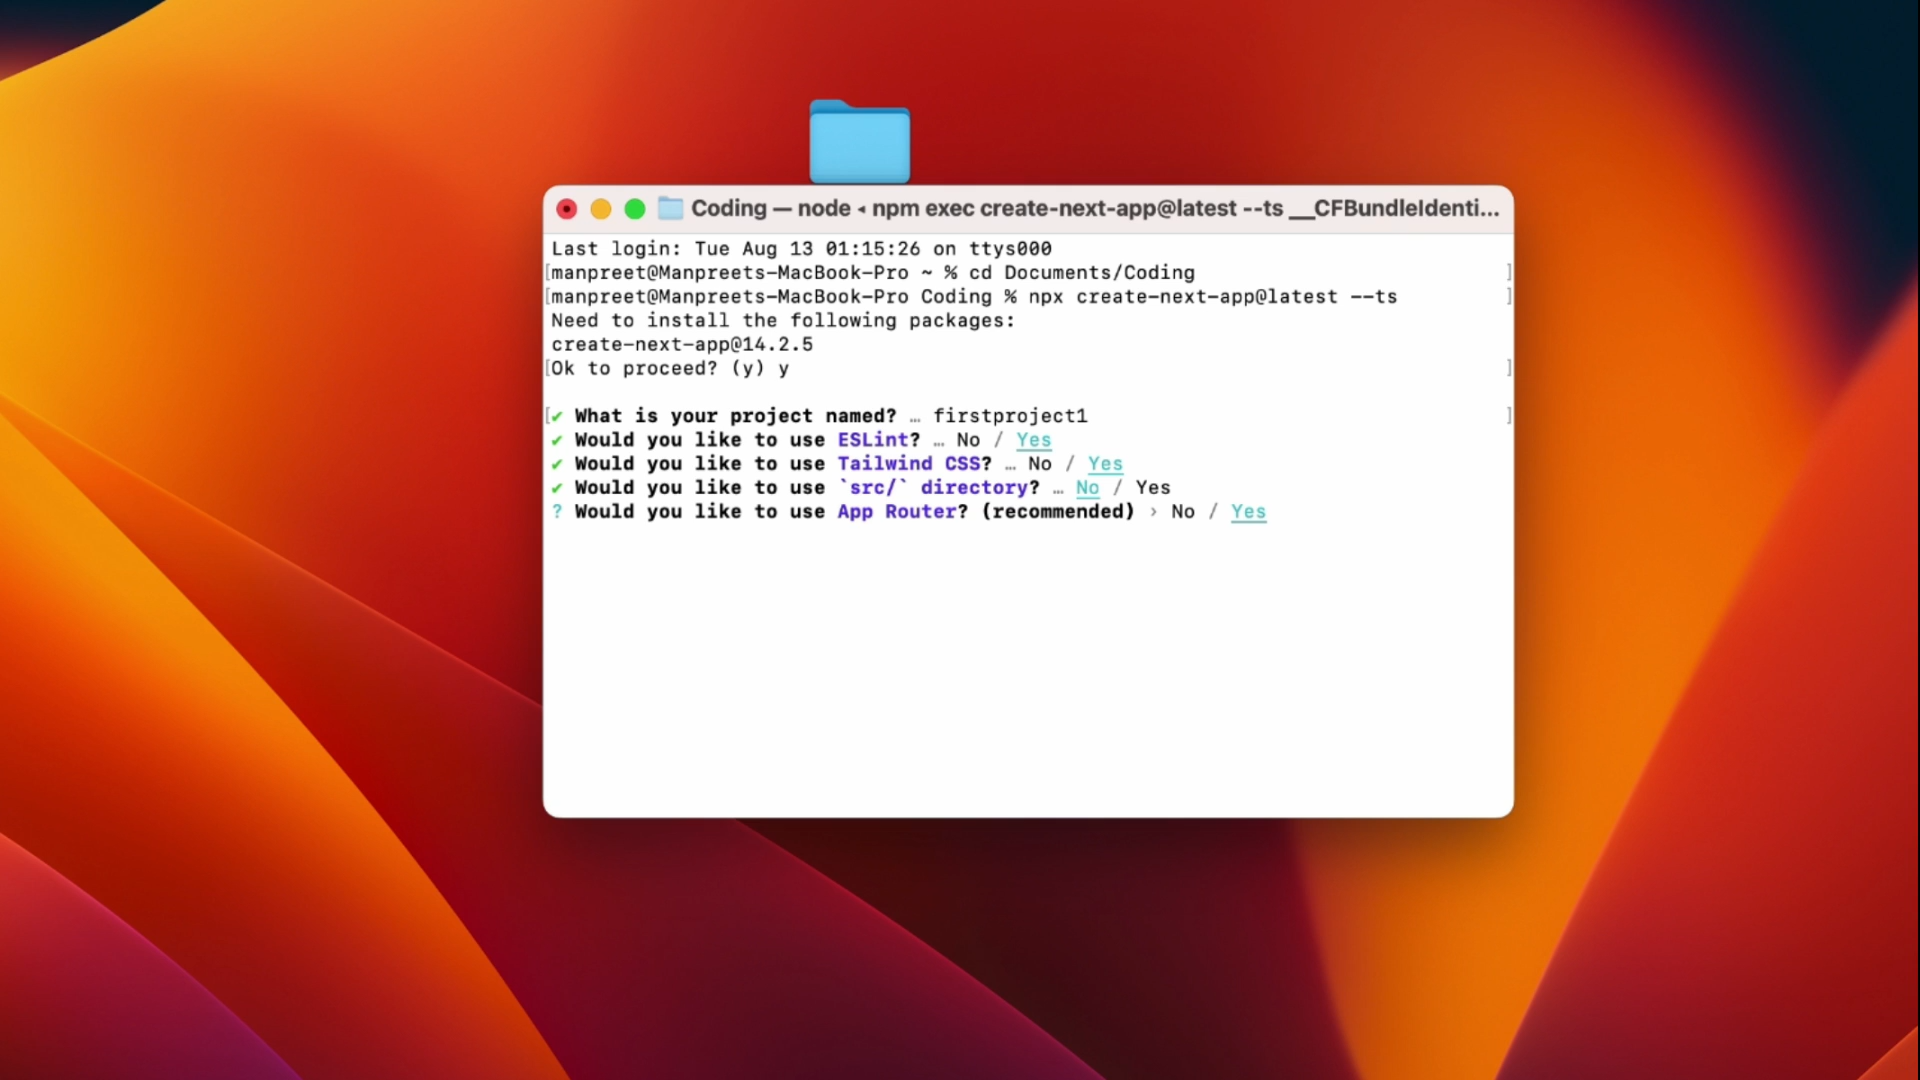 Coding — node ◂ npm exec create-next-app@latest --ts __CFBundleIdenti...
Last login: Tue Aug 13 01:15:26 on ttys000
[manpreet@Manpreets-MacBook-Pro ~ % cd Documents/Coding ]
[manpreet@Manpreets-MacBook-Pro Coding % npx create-next-app@latest --ts ]
Need to install the following packages:
create-next-app@14.2.5
[Ok to proceed? (y) y ]
[✔ What is your project named? … firstproject1 ]
✔ Would you like to use ESLint? … No / Yes
✔ Would you like to use Tailwind CSS? … No / Yes
✔ Would you like to use `src/` directory? … No / Yes
? Would you like to use App Router? (recommended) › No / Yes